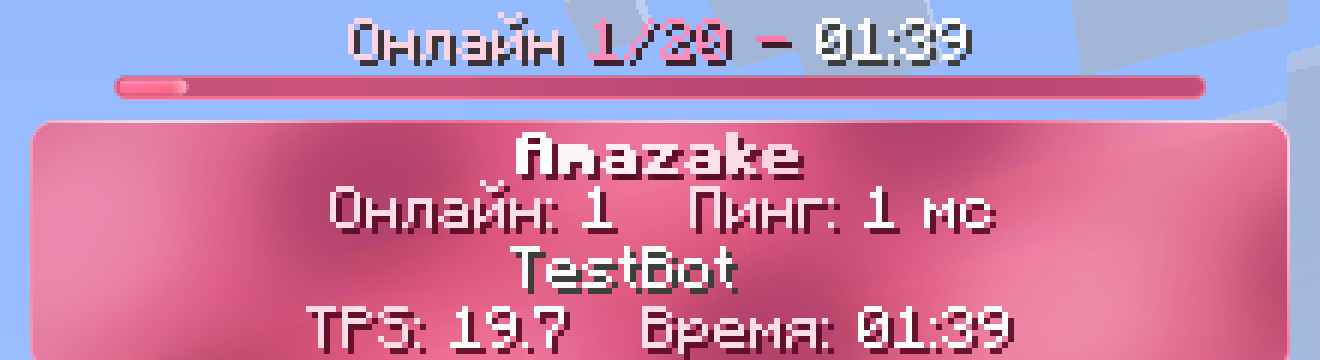 Онлайн 1/20 - 01:39
Amazake
Онлайн: 1 Пинг: 1 мс
TestBot
TPS: 19.7 Время: 01:39